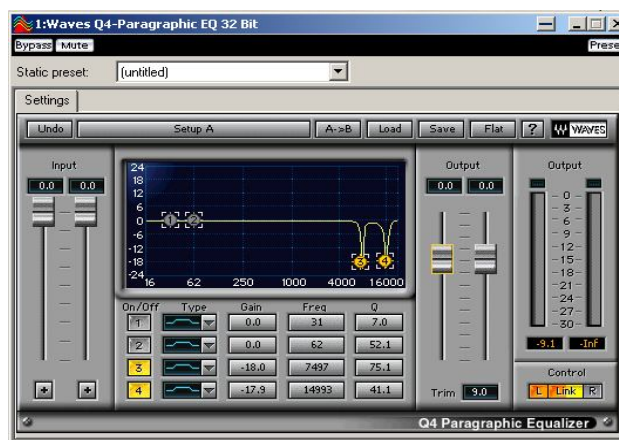 1:Waves Q4-Paragraphic EQ 32 Bit
Bypass Mute Prese
Static preset: (untitled)
Settings
Undo Setup A A->B Load Save Flat ? WAVES
Input Output Output
0.0 0.0 0.0 0.0
24
18
12
6
0
-6
-12
-18
-24
1 2 3 4
16 62 250 1000 4000 16000
On/Off Type Gain Freq Q
1 0.0 31 7.0
2 0.0 62 52.1
3 -18.0 7497 75.1
4 -17.9 14993 41.1
+ +
Trim 9.0
0
3
6
9
12
15
18
21
24
27
30
-9.1 -Inf
Control
L Link R
Q4 Paragraphic Equalizer